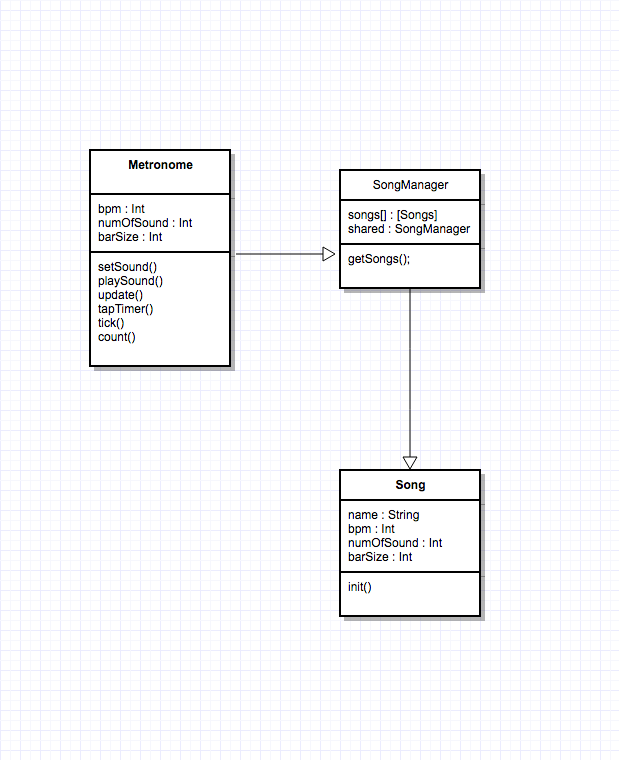 Metronome
bpm : Int
numOfSound : Int
barSize : Int
setSound()
playSound()
update()
tapTimer()
tick()
count()
SongManager
songs[] : [Songs]
shared : SongManager
getSongs();
Song
name : String
bpm : Int
numOfSound : Int
barSize : Int
init()